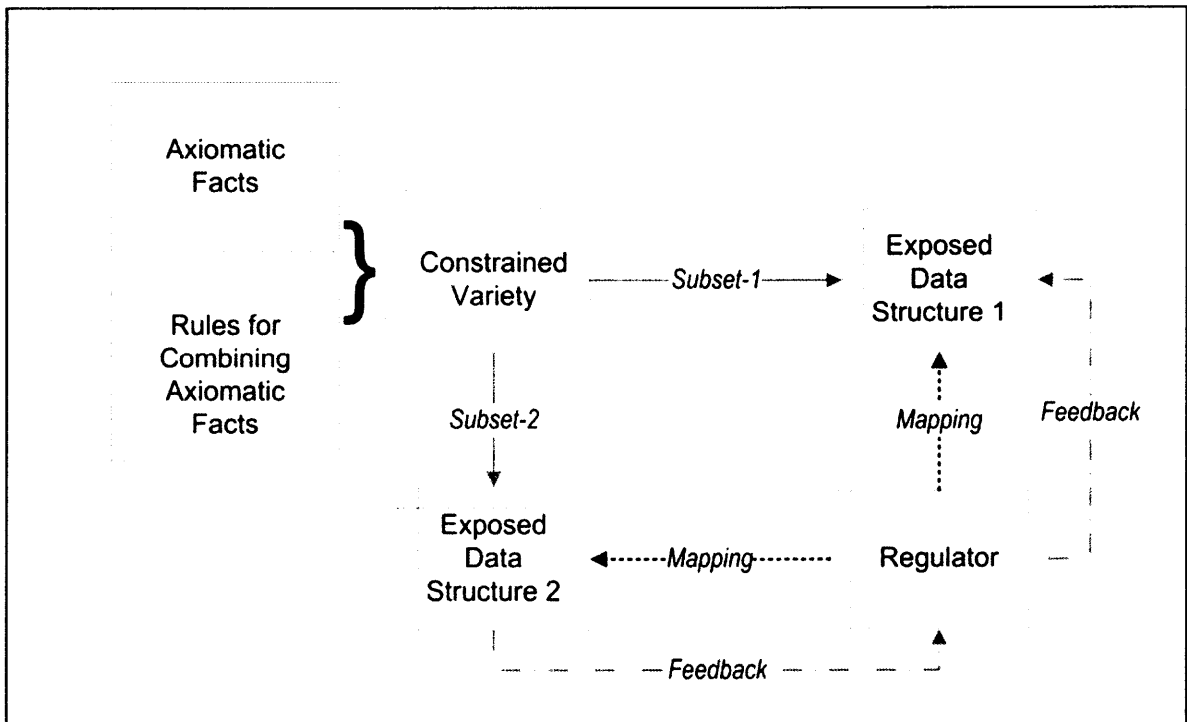 Axiomatic
Facts
Rules for
Combining
Axiomatic
Facts
}
Constrained
Variety
Subset-1
Exposed
Data
Structure 1
Subset-2
Mapping
Feedback
Exposed
Data
Structure 2
Mapping
Regulator
Feedback